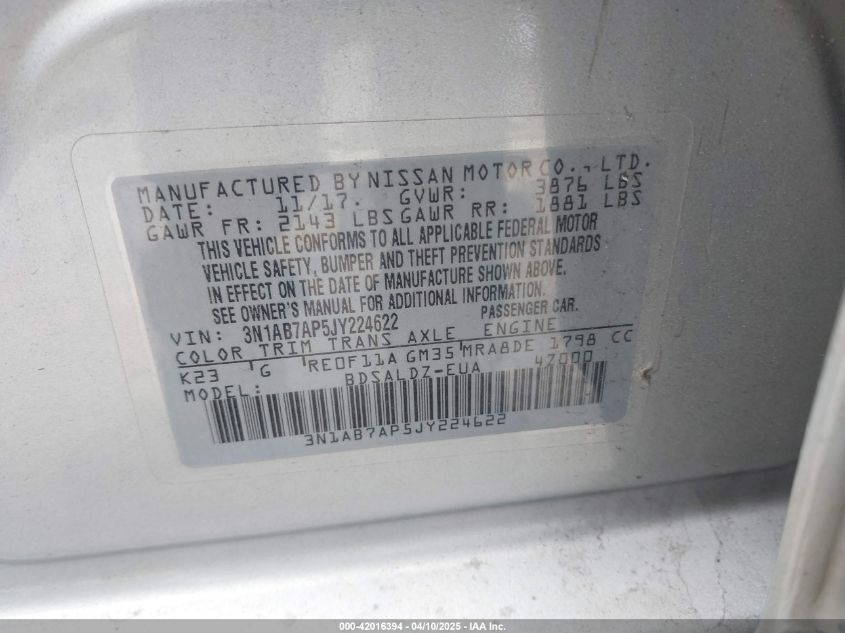 MANUFACTURED BY NISSAN MOTOR CO., LTD.
DATE: 11/17. GVWR: 3876 LBS
GAWR FR: 2143 LBS GAWR RR: 1881 LBS
THIS VEHICLE CONFORMS TO ALL APPLICABLE FEDERAL MOTOR
VEHICLE SAFETY, BUMPER AND THEFT PREVENTION STANDARDS
IN EFFECT ON THE DATE OF MANUFACTURE SHOWN ABOVE.
SEE OWNER'S MANUAL FOR ADDITIONAL INFORMATION.
PASSENGER CAR.
VIN: 3N1AB7AP5JY224622
COLOR TRIM TRANS AXLE ENGINE
K23 G RE0F11A GM35 MRA8DE 1798 CC
MODEL: BDSALDZ-EUA 47000
3N1AB7AP5JY224622
000-42016394 - 04/10/2025 - IAA Inc.